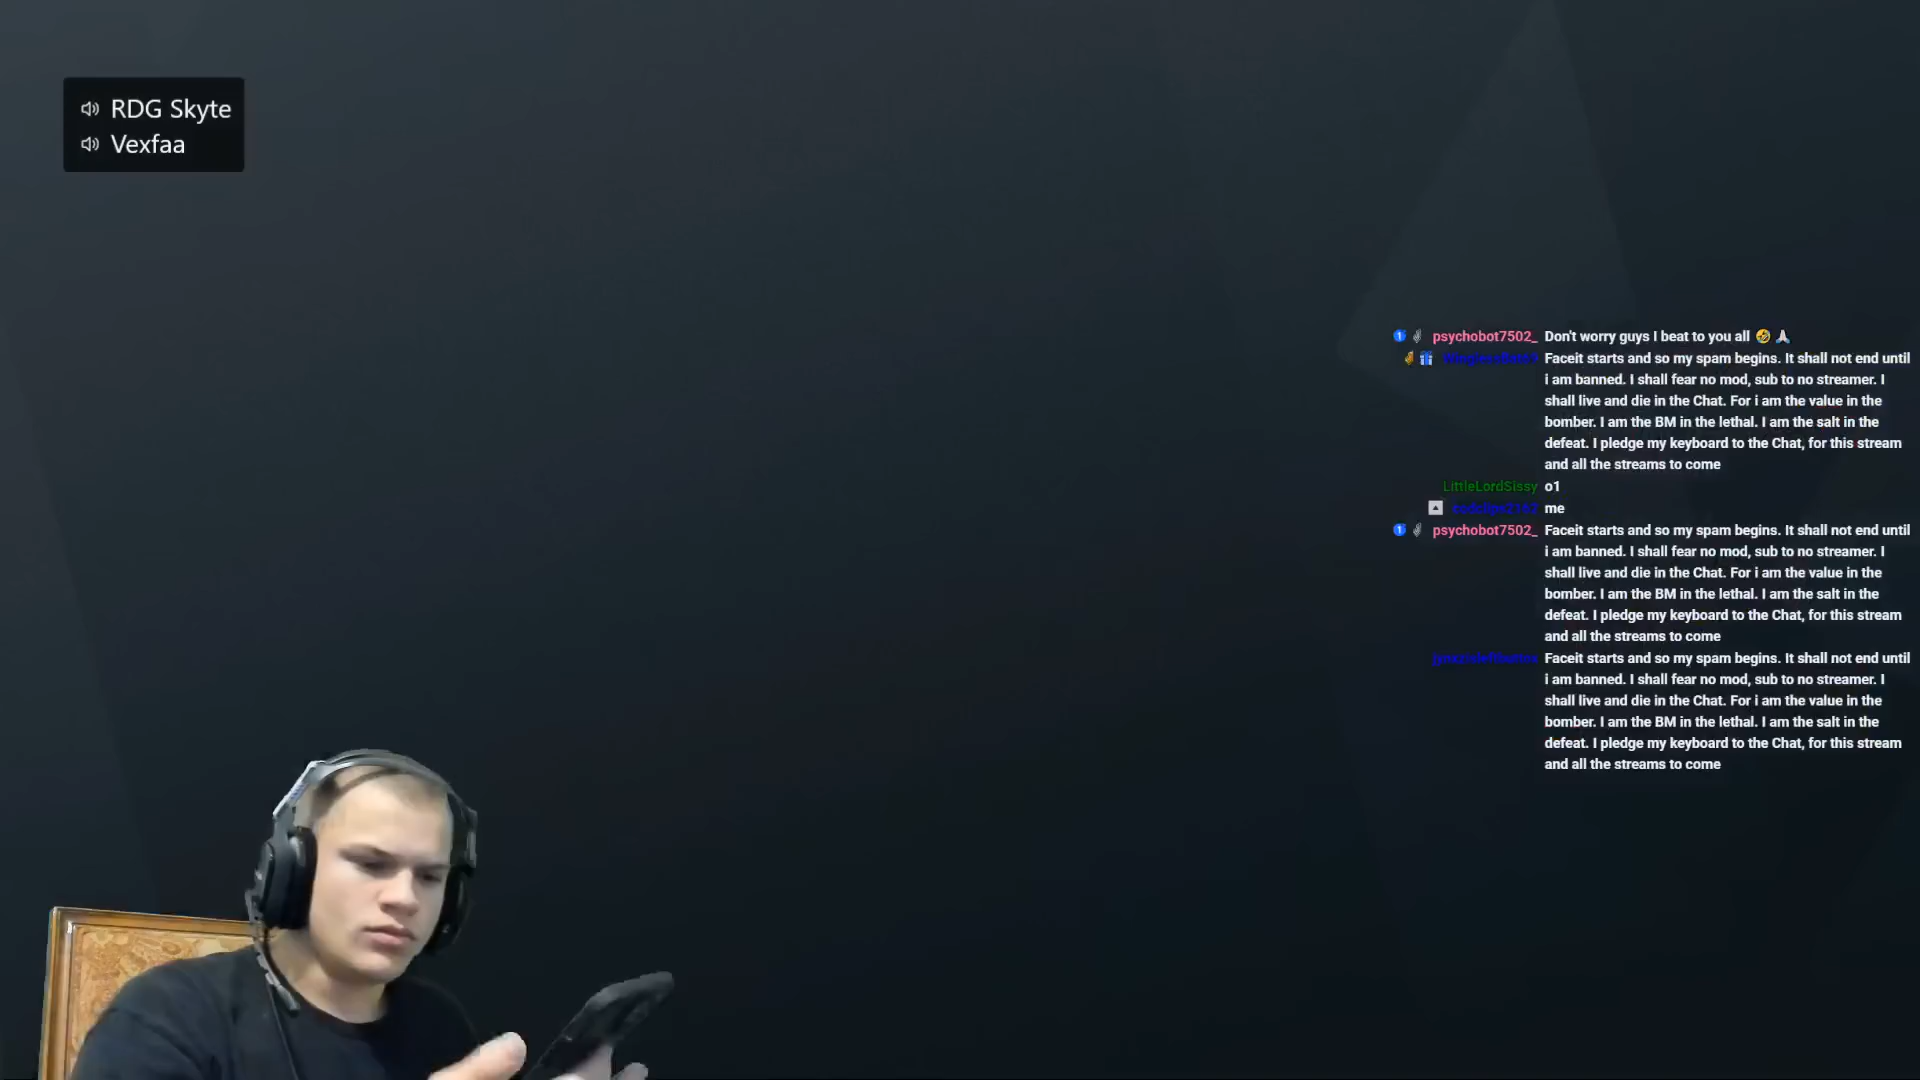 RDG Skyte
Vexfaa
psychobot7502_ Don't worry guys I beat to you all 🤣 🙏🏻
Faceit starts and so my spam begins. It shall not end until
i am banned. I shall fear no mod, sub to no streamer. I
shall live and die in the Chat. For i am the value in the
bomber. I am the BM in the lethal. I am the salt in the
defeat. I pledge my keyboard to the Chat, for this stream
and all the streams to come
LittleLordSissy o1
me
psychobot7502_ Faceit starts and so my spam begins. It shall not end until
i am banned. I shall fear no mod, sub to no streamer. I
shall live and die in the Chat. For i am the value in the
bomber. I am the BM in the lethal. I am the salt in the
defeat. I pledge my keyboard to the Chat, for this stream
and all the streams to come
Faceit starts and so my spam begins. It shall not end until
i am banned. I shall fear no mod, sub to no streamer. I
shall live and die in the Chat. For i am the value in the
bomber. I am the BM in the lethal. I am the salt in the
defeat. I pledge my keyboard to the Chat, for this stream
and all the streams to come